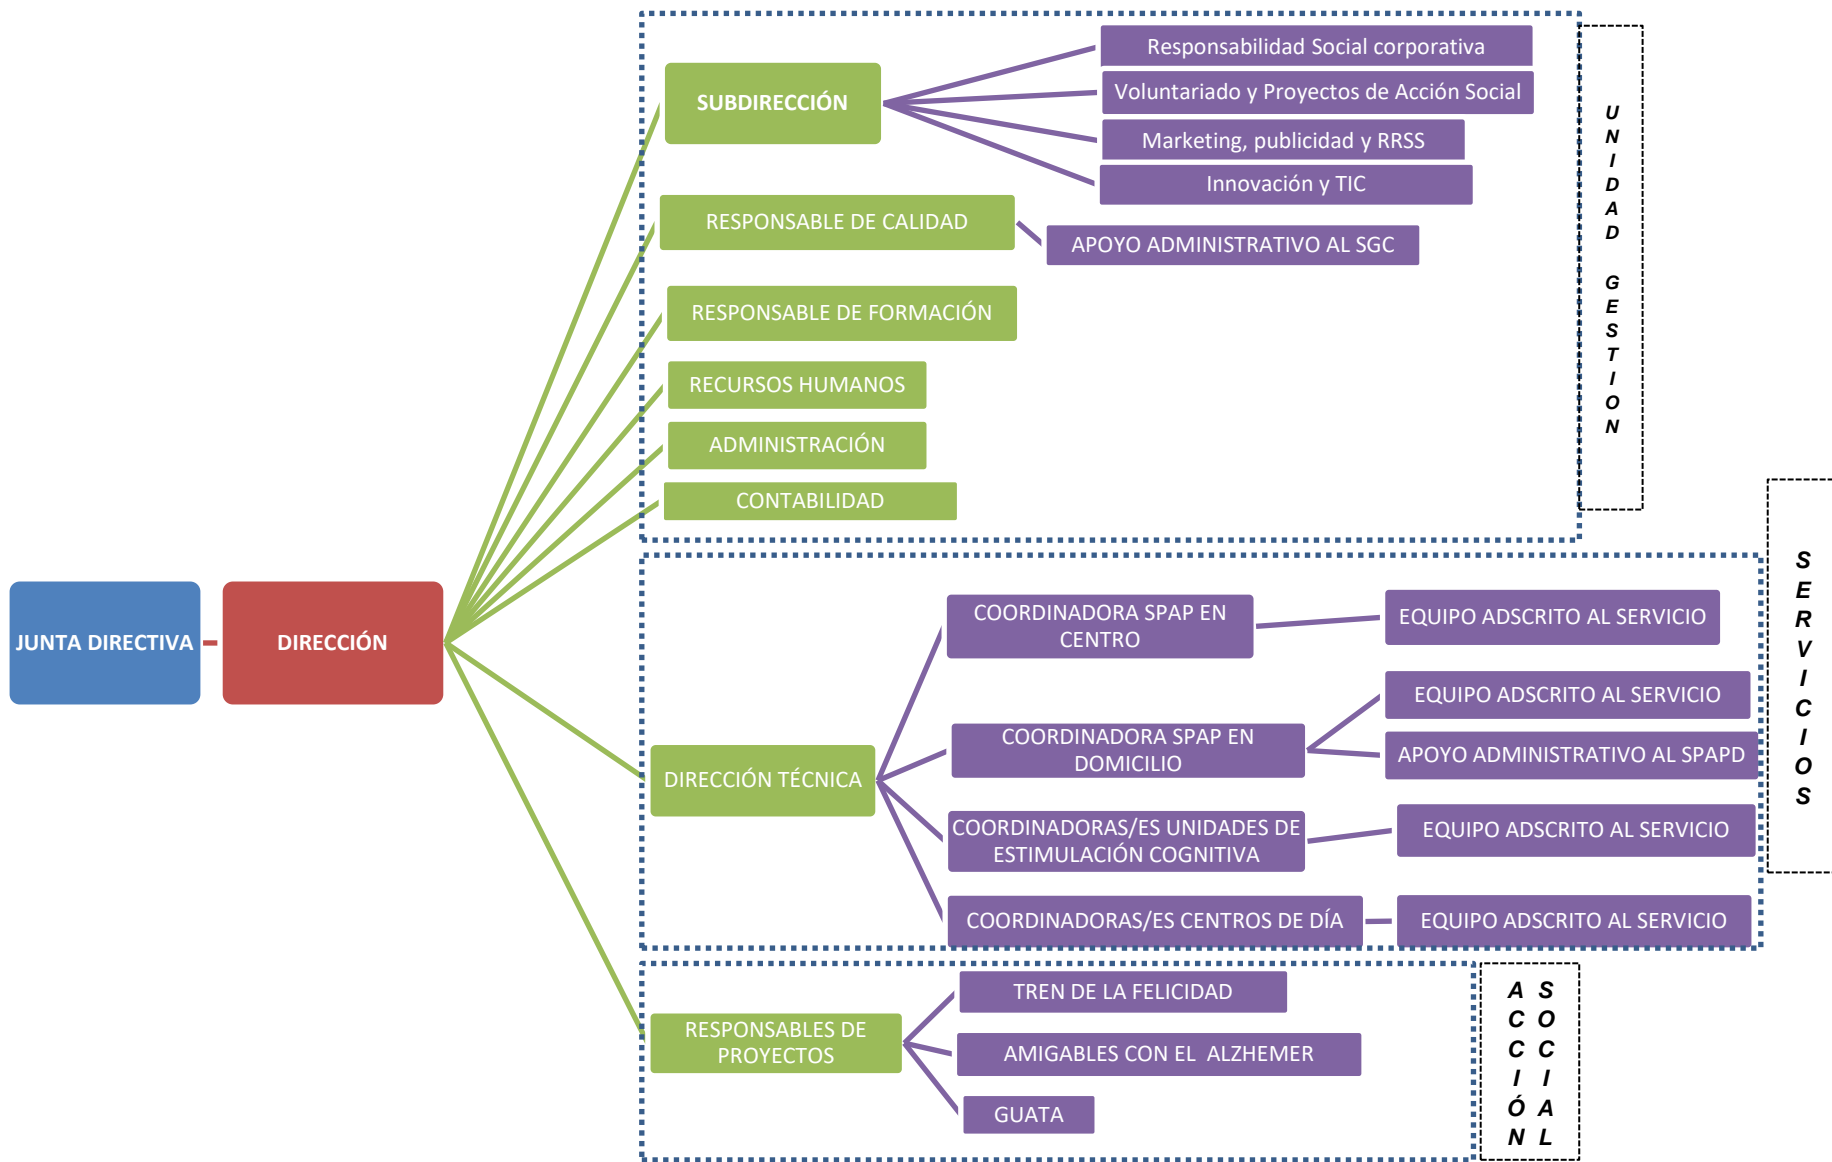 JUNTA DIRECTIVA
DIRECCIÓN
SUBDIRECCIÓN
Responsabilidad Social corporativa
Voluntariado y Proyectos de Acción Social
Marketing, publicidad y RRSS
Innovación y TIC
RESPONSABLE DE CALIDAD
APOYO ADMINISTRATIVO AL SGC
RESPONSABLE DE FORMACIÓN
RECURSOS HUMANOS
ADMINISTRACIÓN
CONTABILIDAD
UNIDAD GESTION
DIRECCIÓN TÉCNICA
COORDINADORA SPAP EN
CENTRO
EQUIPO ADSCRITO AL SERVICIO
COORDINADORA SPAP EN
DOMICILIO
EQUIPO ADSCRITO AL SERVICIO
APOYO ADMINISTRATIVO AL SPAPD
COORDINADORAS/ES UNIDADES DE
ESTIMULACIÓN COGNITIVA
EQUIPO ADSCRITO AL SERVICIO
COORDINADORAS/ES CENTROS DE DÍA
EQUIPO ADSCRITO AL SERVICIO
SERVICIOS
RESPONSABLES DE
PROYECTOS
TREN DE LA FELICIDAD
AMIGABLES CON EL ALZHEMER
GUATA
ACCIÓN
SOCIAL